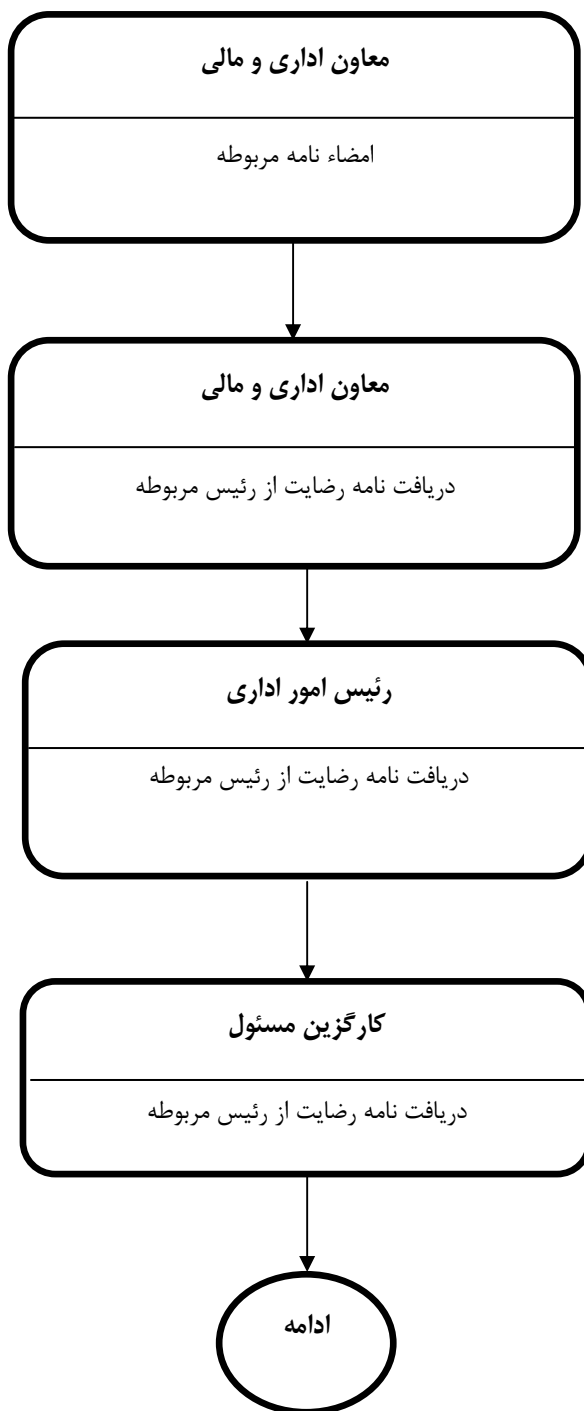 معاون اداری و مالی
امضاء نامه مربوطه
معاون اداری و مالی
دریافت نامه رضایت از رئیس مربوطه
رئیس امور اداری
دریافت نامه رضایت از رئیس مربوطه
کارگزین مسئول
دریافت نامه رضایت از رئیس مربوطه
ادامه